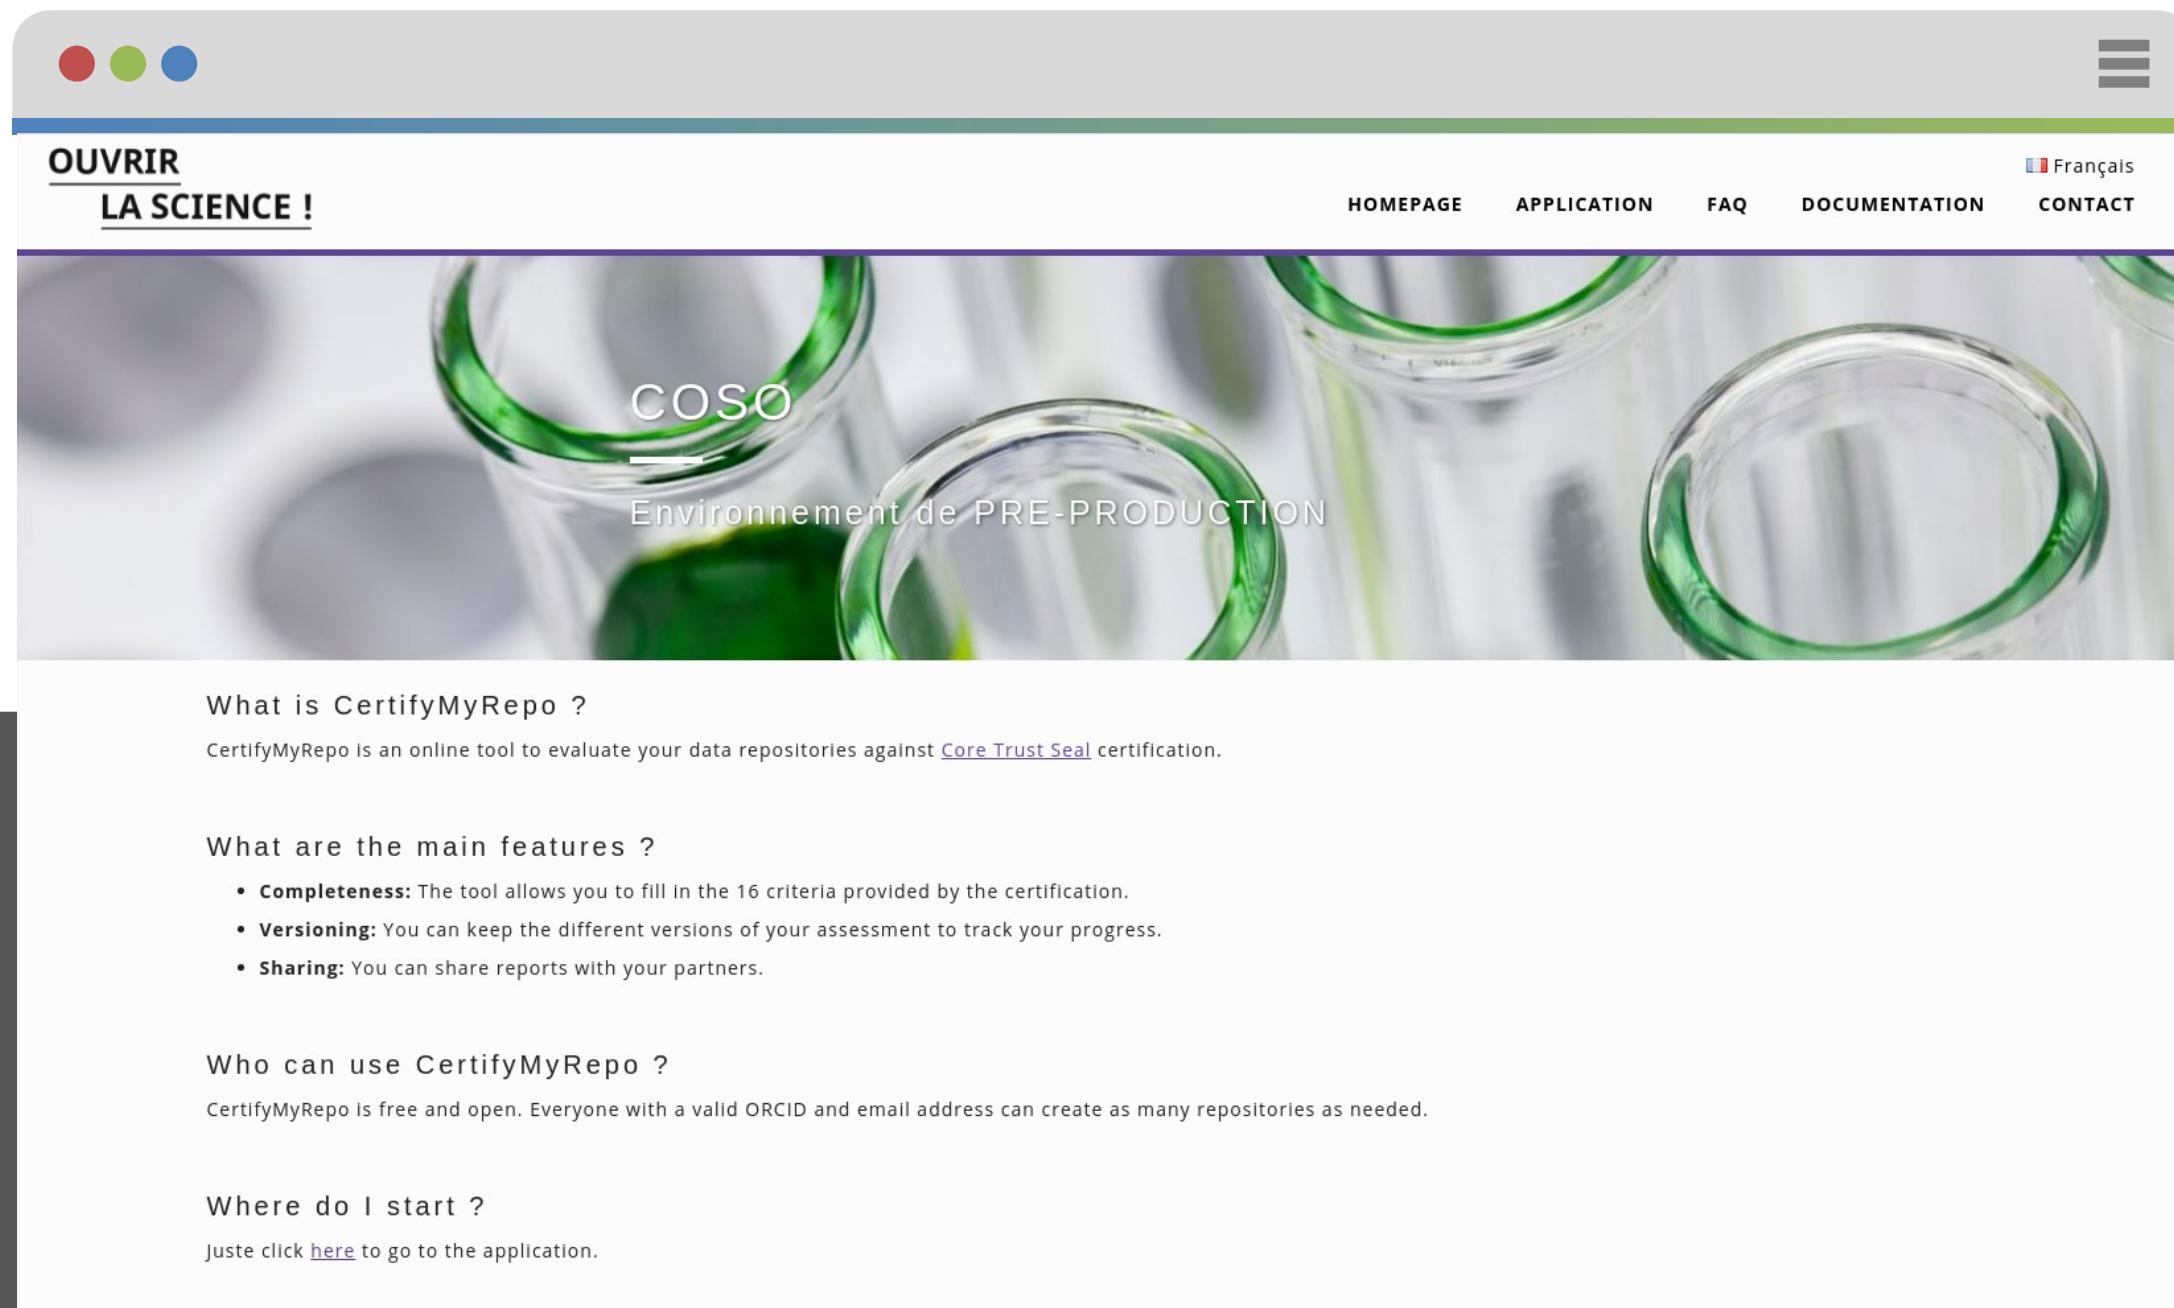 OUVRIR
LA SCIENCE !
Français
HOMEPAGE APPLICATION FAQ DOCUMENTATION CONTACT
COSO
Environnement de PRE-PRODUCTION
What is CertifyMyRepo ?
CertifyMyRepo is an online tool to evaluate your data repositories against Core Trust Seal certification.
What are the main features ?
• Completeness: The tool allows you to fill in the 16 criteria provided by the certification.
• Versioning: You can keep the different versions of your assessment to track your progress.
• Sharing: You can share reports with your partners.
Who can use CertifyMyRepo ?
CertifyMyRepo is free and open. Everyone with a valid ORCID and email address can create as many repositories as needed.
Where do I start ?
Juste click here to go to the application.